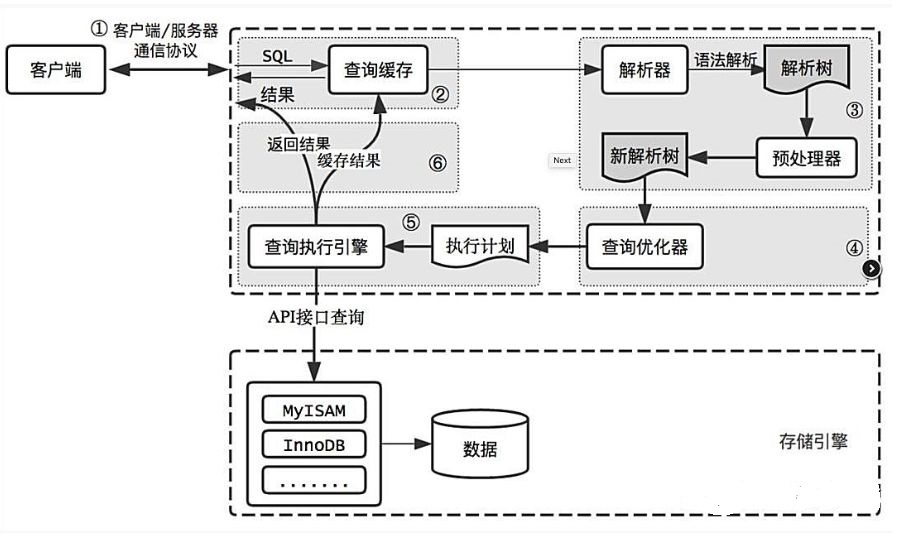 ① 客户端/服务器
通信协议
客户端
SQL
查询缓存
②
结果
解析器
语法解析
解析树
③
预处理器
新解析树
Next
返回结果
缓存结果
⑥
查询执行引擎
⑤
执行计划
查询优化器
④
API接口查询
MyISAM
InnoDB
.......
数据
存储引擎